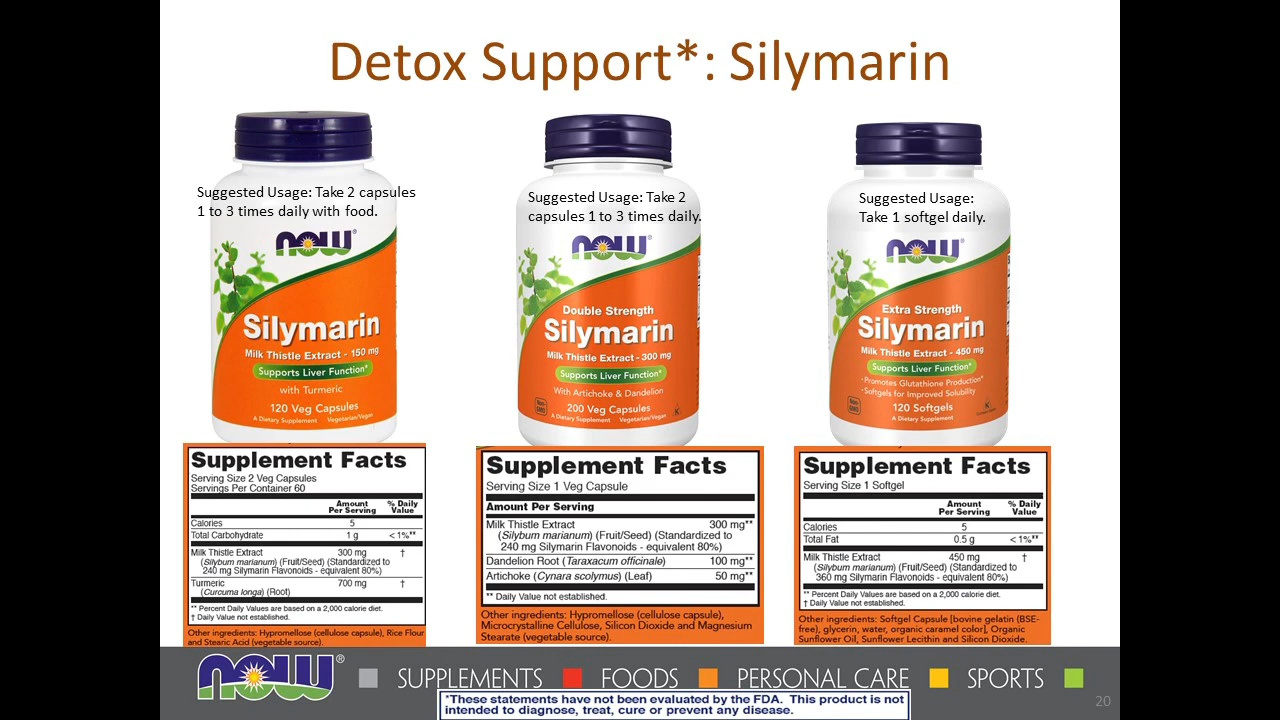 Detox Support*: Silymarin
Suggested Usage: Take 2 capsules
1 to 3 times daily with food.
NOW®
Silymarin
Milk Thistle Extract - 150 mg
Supports Liver Function*
with Turmeric
120 Veg Capsules
A Dietary Supplement Vegetarian/Vegan
Supplement Facts
Serving Size 2 Veg Capsules
Servings Per Container 60
Amount Per Serving % Daily Value
Calories 5
Total Carbohydrate 1 g < 1%**
Milk Thistle Extract 300 mg †
(Silybum marianum) (Fruit/Seed) (Standardized to
240 mg Silymarin Flavonoids - equivalent 80%)
Turmeric 700 mg †
(Curcuma longa) (Root)
** Percent Daily Values are based on a 2,000 calorie diet.
† Daily Value not established.
Other ingredients: Hypromellose (cellulose capsule), Rice Flour
and Stearic Acid (vegetable source).
Suggested Usage: Take 2
capsules 1 to 3 times daily.
NOW®
Double Strength
Silymarin
Milk Thistle Extract - 300 mg
Supports Liver Function*
With Artichoke & Dandelion
Non-GMO
200 Veg Capsules
A Dietary Supplement Vegetarian/Vegan
Supplement Facts
Serving Size 1 Veg Capsule
Amount Per Serving
Milk Thistle Extract 300 mg**
(Silybum marianum) (Fruit/Seed) (Standardized to
240 mg Silymarin Flavonoids - equivalent 80%)
Dandelion Root (Taraxacum officinale) 100 mg**
Artichoke (Cynara scolymus) (Leaf) 50 mg**
** Daily Value not established.
Other ingredients: Hypromellose (cellulose capsule),
Microcrystalline Cellulose, Silicon Dioxide and Magnesium
Stearate (vegetable source).
Suggested Usage:
Take 1 softgel daily.
NOW®
Extra Strength
Silymarin
Milk Thistle Extract - 450 mg
Supports Liver Function*
• Promotes Glutathione Production*
• Softgels for Improved Solubility
Non-GMO
120 Softgels
A Dietary Supplement
Supplement Facts
Serving Size 1 Softgel
Amount Per Serving % Daily Value
Calories 5
Total Fat 0.5 g < 1%**
Milk Thistle Extract 450 mg †
(Silybum marianum) (Fruit/Seed) (Standardized to
360 mg Silymarin Flavonoids - equivalent 80%)
** Percent Daily Values are based on a 2,000 calorie diet.
† Daily Value not established.
Other ingredients: Softgel Capsule [bovine gelatin (BSE-
free), glycerin, water, organic caramel color], Organic
Sunflower Oil, Sunflower Lecithin and Silicon Dioxide.
NOW® SUPPLEMENTS FOODS PERSONAL CARE SPORTS
*These statements have not been evaluated by the FDA. This product is not
intended to diagnose, treat, cure or prevent any disease.
20